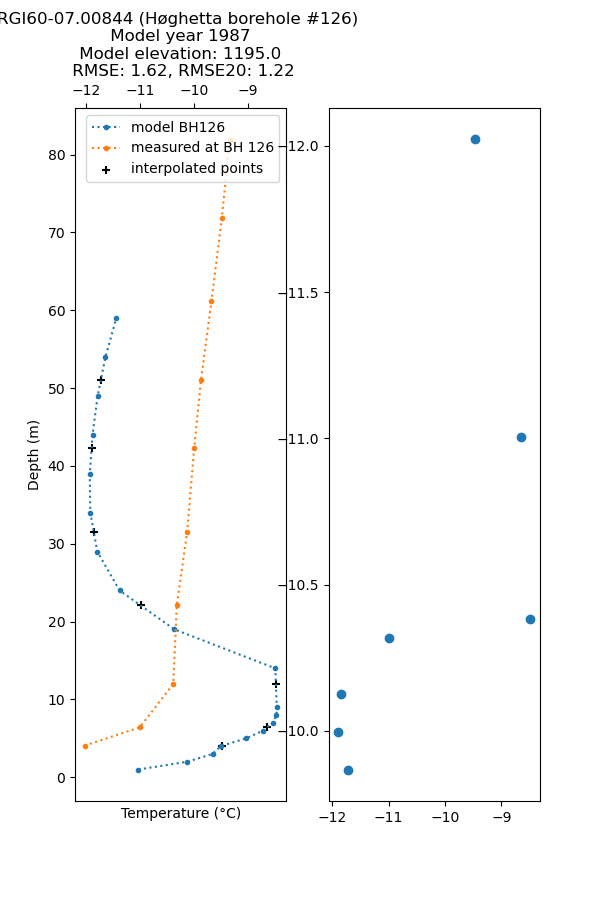 RGI60-07.00844 (Høghetta borehole #126)
Model year 1987
Model elevation: 1195.0
RMSE: 1.62, RMSE20: 1.22
−12 −11 −10 −9
model BH126
measured at BH 126
interpolated points
80
70
60
50
40
30
20
10
0
Depth (m)
Temperature (°C)
−12.0
−11.5
−11.0
−10.5
−10.0
−12 −11 −10 −9